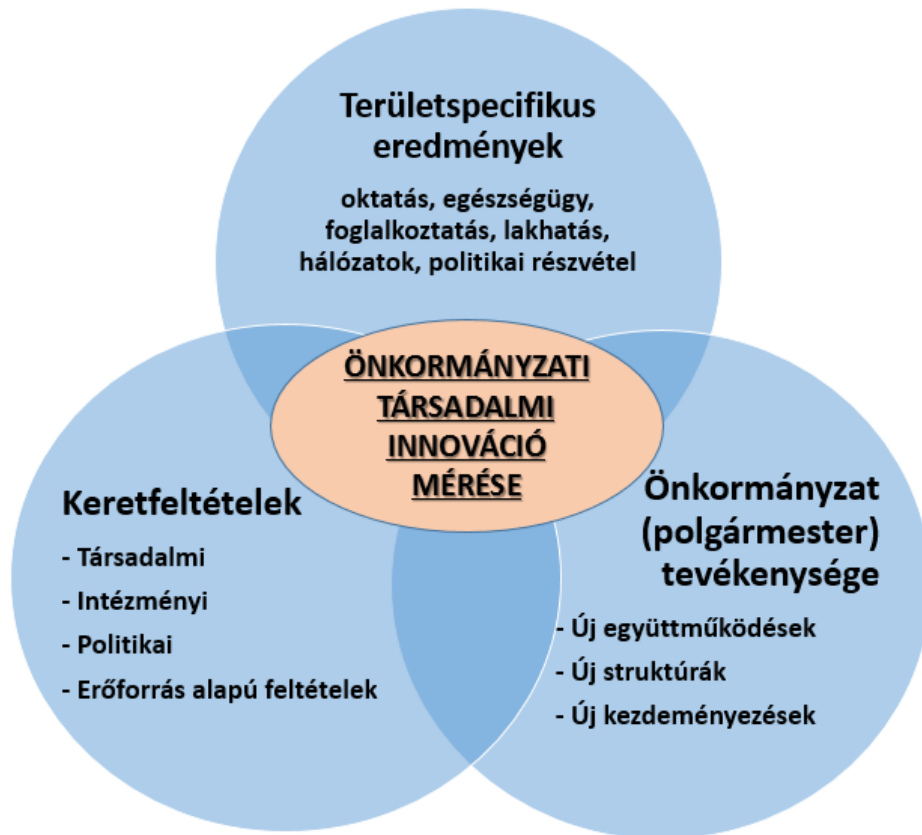 Területspecifikus
eredmények
oktatás, egészségügy,
foglalkoztatás, lakhatás,
hálózatok, politikai részvétel
ÖNKORMÁNYZATI
TÁRSADALMI
INNOVÁCIÓ
MÉRÉSE
Keretfeltételek
- Társadalmi
- Intézményi
- Politikai
- Erőforrás alapú feltételek
Önkormányzat
(polgármester)
tevékenysége
- Új együttműködések
- Új struktúrák
- Új kezdeményezések